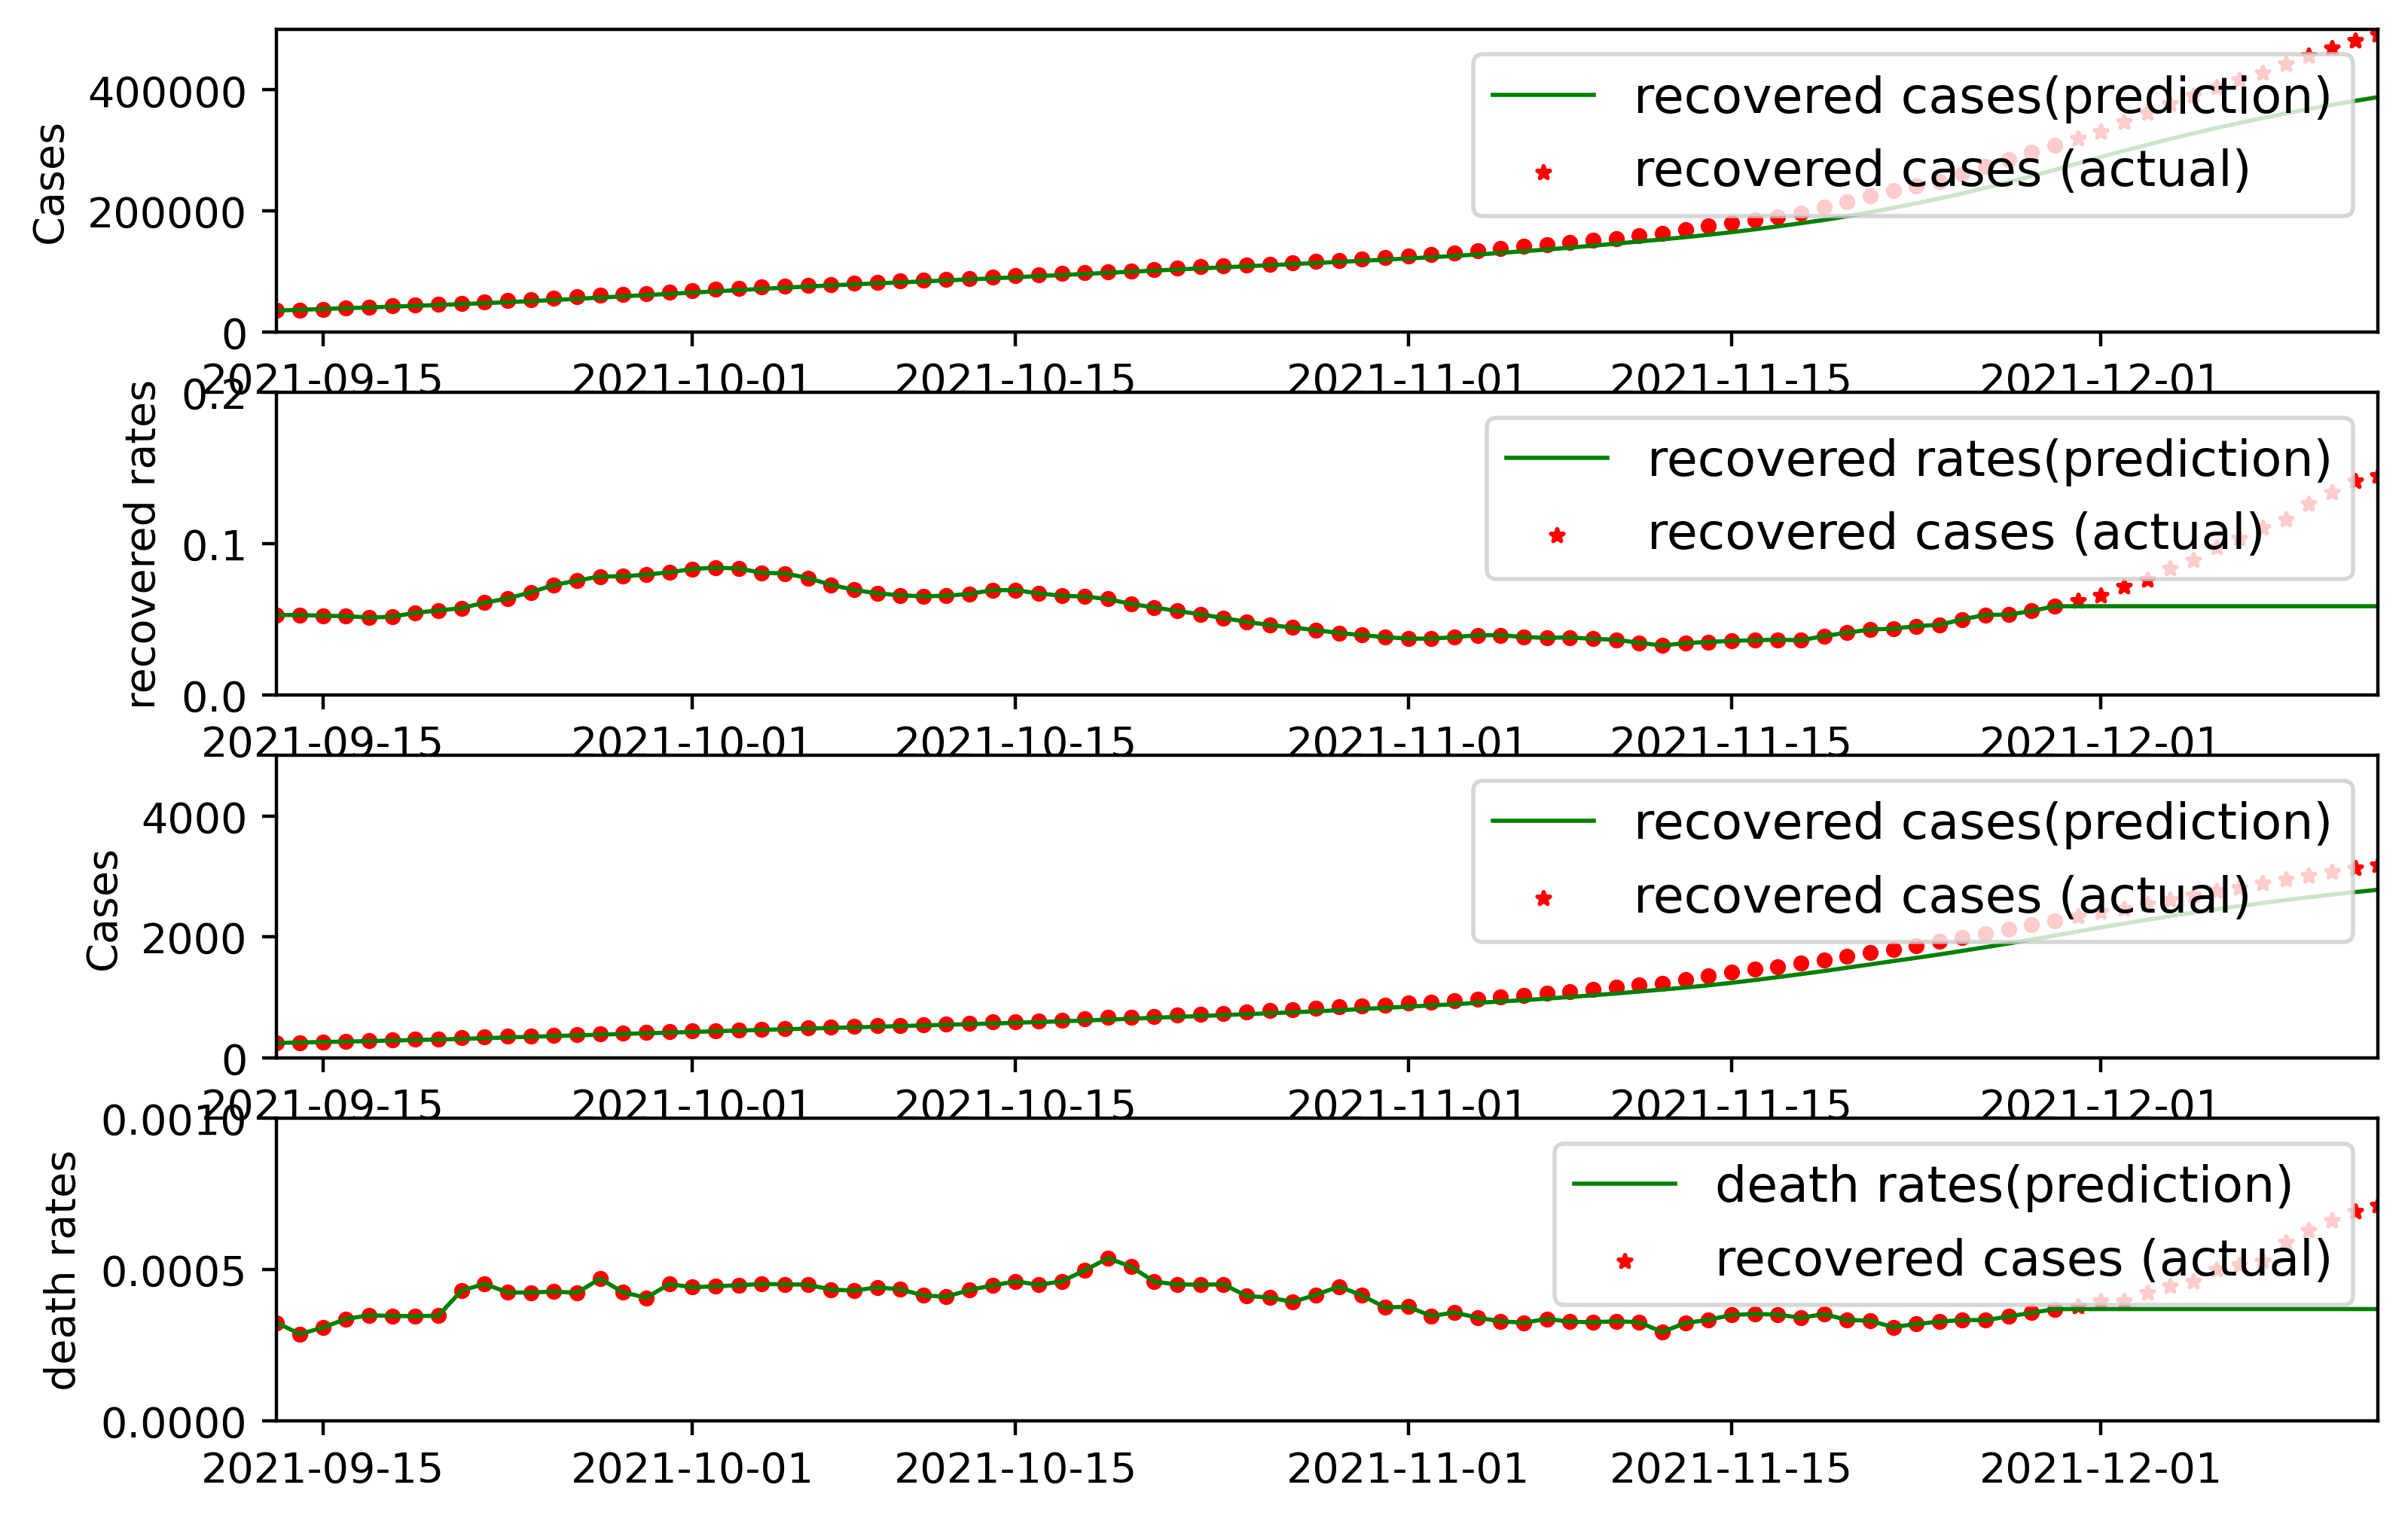 Cases
400000
200000
0
recovered cases(prediction)
recovered cases (actual)
2021-09-15 2021-10-01 2021-10-15 2021-11-01 2021-11-15 2021-12-01
recovered rates
0.2
0.1
0.0
recovered rates(prediction)
recovered cases (actual)
2021-09-15 2021-10-01 2021-10-15 2021-11-01 2021-11-15 2021-12-01
Cases
4000
2000
0
recovered cases(prediction)
recovered cases (actual)
2021-09-15 2021-10-01 2021-10-15 2021-11-01 2021-11-15 2021-12-01
death rates
0.0010
0.0005
0.0000
death rates(prediction)
recovered cases (actual)
2021-09-15 2021-10-01 2021-10-15 2021-11-01 2021-11-15 2021-12-01